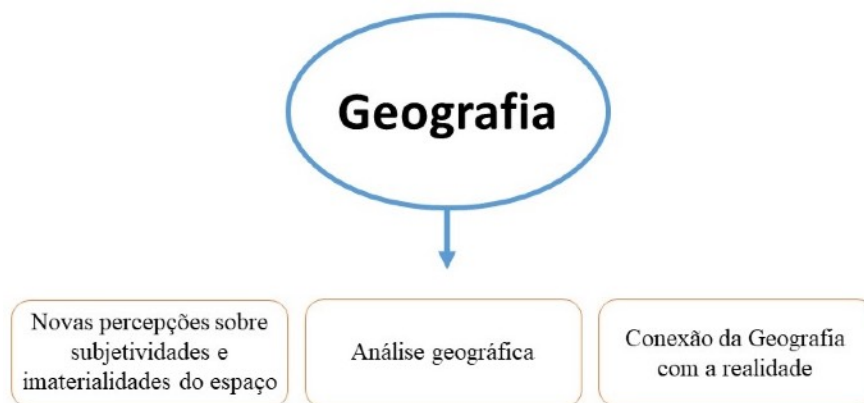 Geografia
Novas percepções sobre
subjetividades e
imaterialidades do espaço
Análise geográfica
Conexão da Geografia
com a realidade